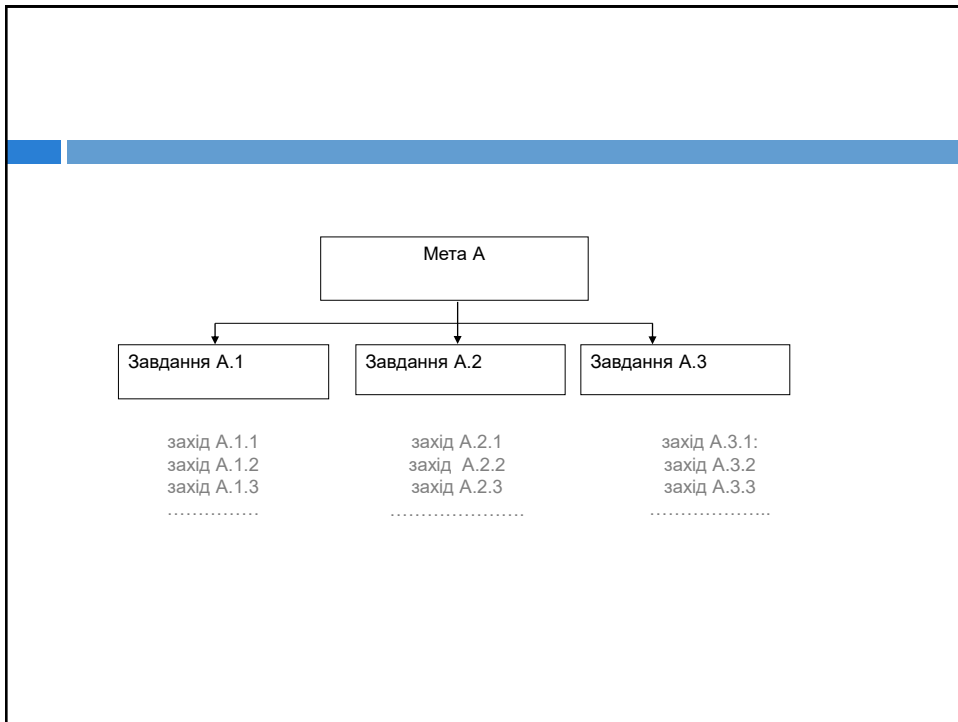 Мета А
Завдання А.1
Завдання А.2
Завдання А.3
захід А.1.1
захід А.1.2
захід А.1.3
……………
захід А.2.1
захід А.2.2
захід А.2.3
………………….
захід А.3.1:
захід А.3.2
захід А.3.3
………………..